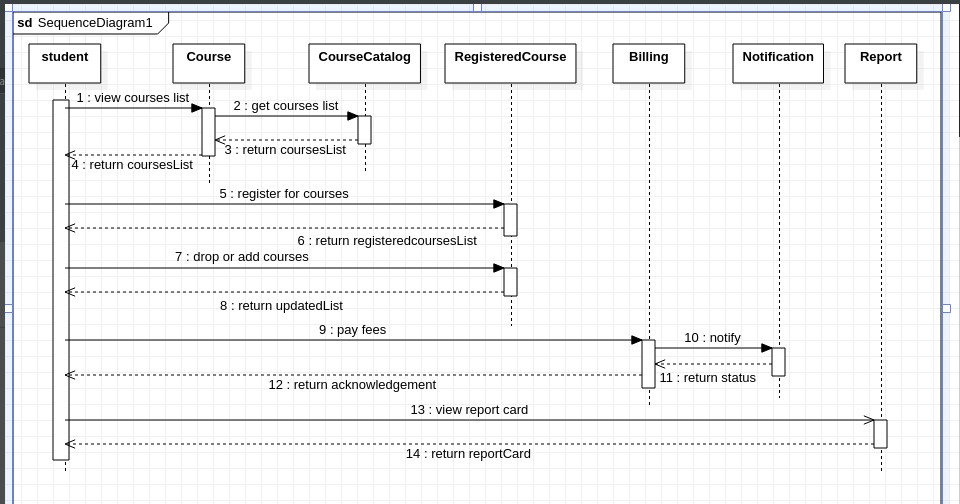 sd SequenceDiagram1
student
Course
CourseCatalog
RegisteredCourse
Billing
Notification
Report
1 : view courses list
2 : get courses list
3 : return coursesList
4 : return coursesList
5 : register for courses
6 : return registeredcoursesList
7 : drop or add courses
8 : return updatedList
9 : pay fees
10 : notify
11 : return status
12 : return acknowledgement
13 : view report card
14 : return reportCard